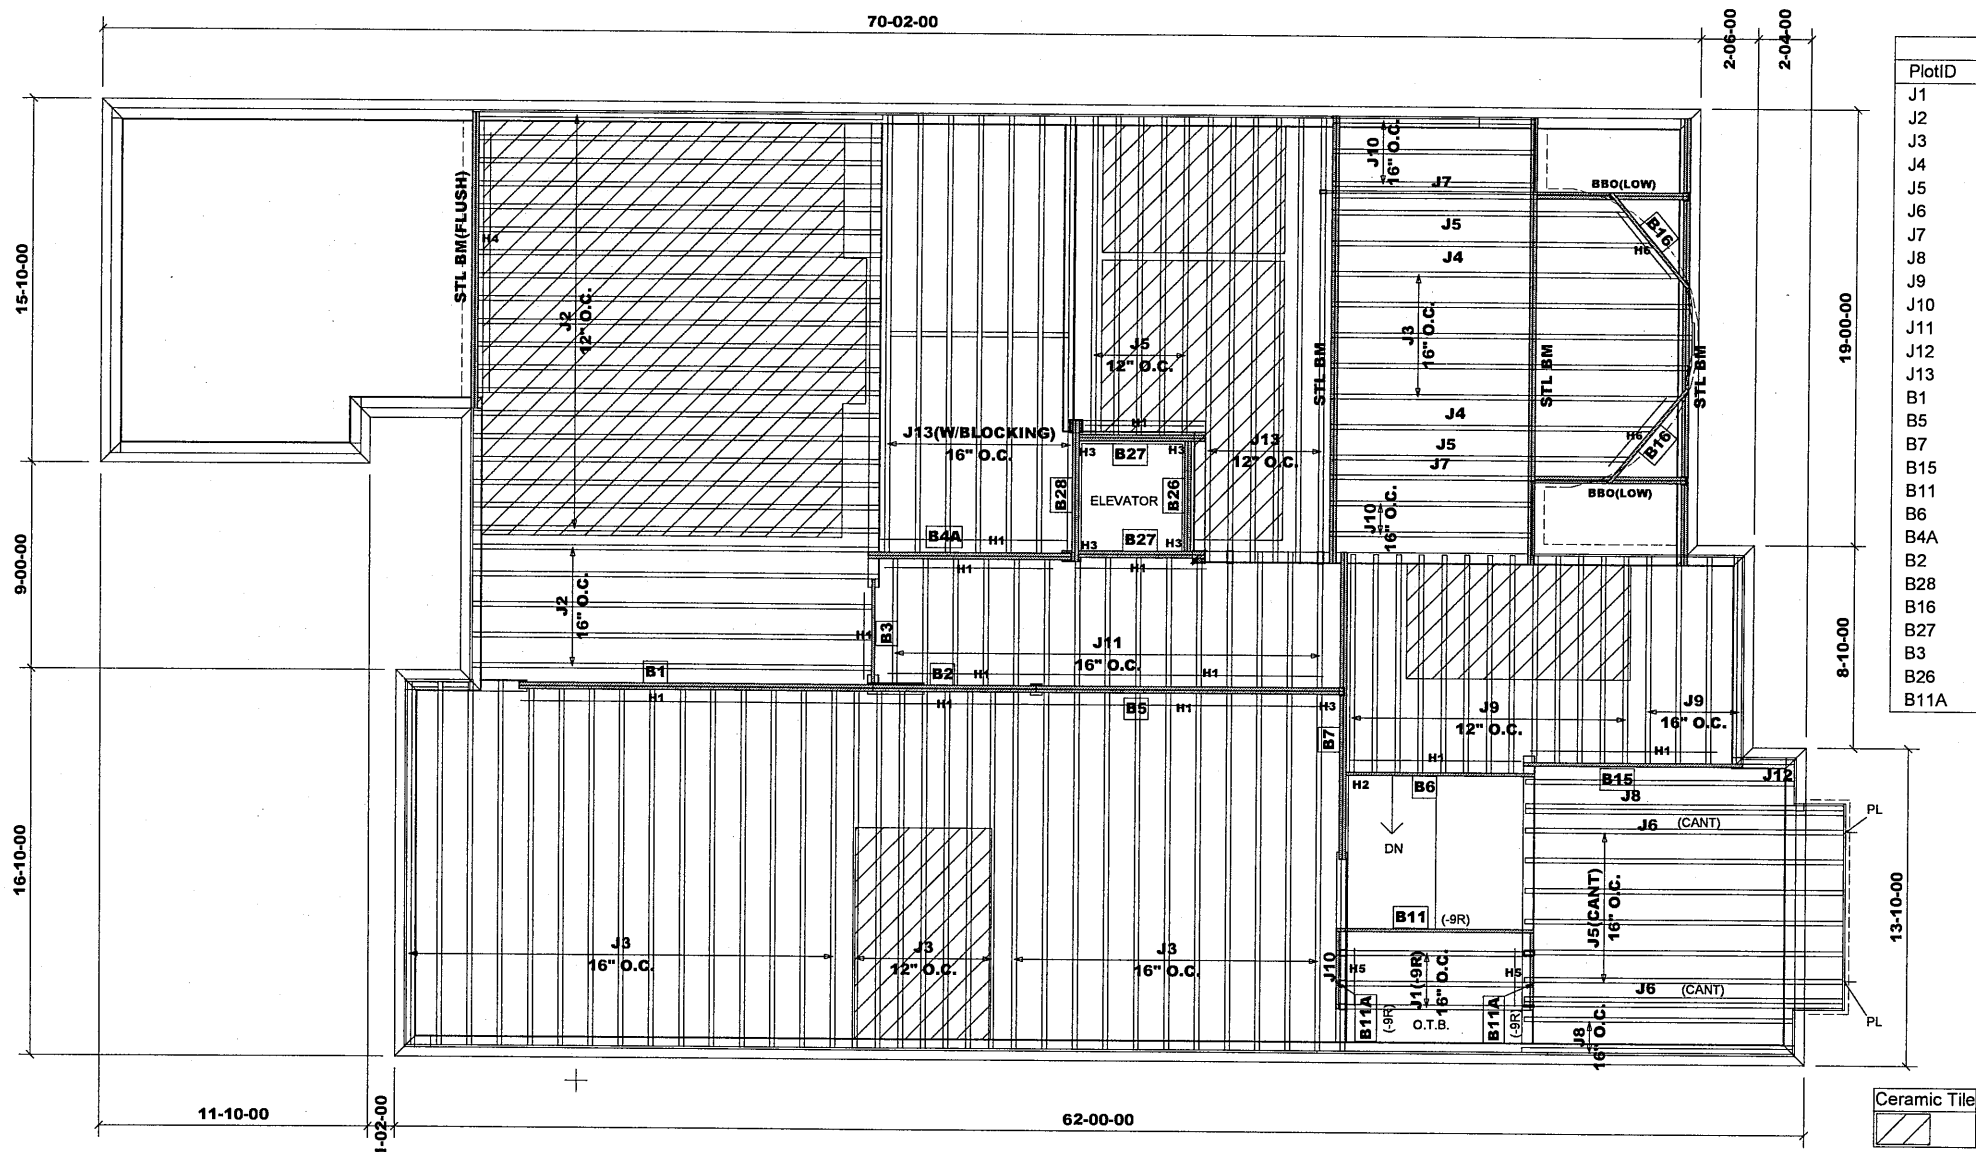 70-02-00
2-06-00
2-04-00
PlotID
J1
J2
J3
J4
J5
J6
J7
J8
J9
J10
J11
J12
J13
B1
B5
B7
B15
B11
B6
B4A
B2
B28
B16
B27
B3
B26
B11A
15-10-00
9-00-00
16-10-00
STL BM(FLUSH)
H4
J2
12" O.C.
J2
16" O.C.
J13(W/BLOCKING)
16" O.C.
J5
12" O.C.
H1
J13
12" O.C.
B28
H3
B27
H3
ELEVATOR
B26
H3
B27
H3
B4A
H1
H1
H1
STL BM
J10
16" O.C.
J7
J5
J4
J3
16" O.C.
J4
J5
J7
J10
16" O.C.
STL BM
STL BM
BBO(LOW)
B16
H6
H6
B16
BBO(LOW)
19-00-00
8-10-00
13-10-00
H1
B3
J11
16" O.C.
B1
B2
H1
H1
H1
H1
B5
H1
H3
B7
J9
12" O.C.
J9
16" O.C.
H1
H1
H2
B6
DN
B15
J12
J8
J6
(CANT)
PL
J5(CANT)
16" O.C.
J6
(CANT)
PL
J8
16" O.C.
B11
(-9R)
J10
H5
J1(-9R)
16" O.C.
H5
B11A
(-9R)
O.T.B.
B11A
(-9R)
J3
16" O.C.
J3
12" O.C.
J3
16" O.C.
11-10-00
62-00-00
Ceramic Tile